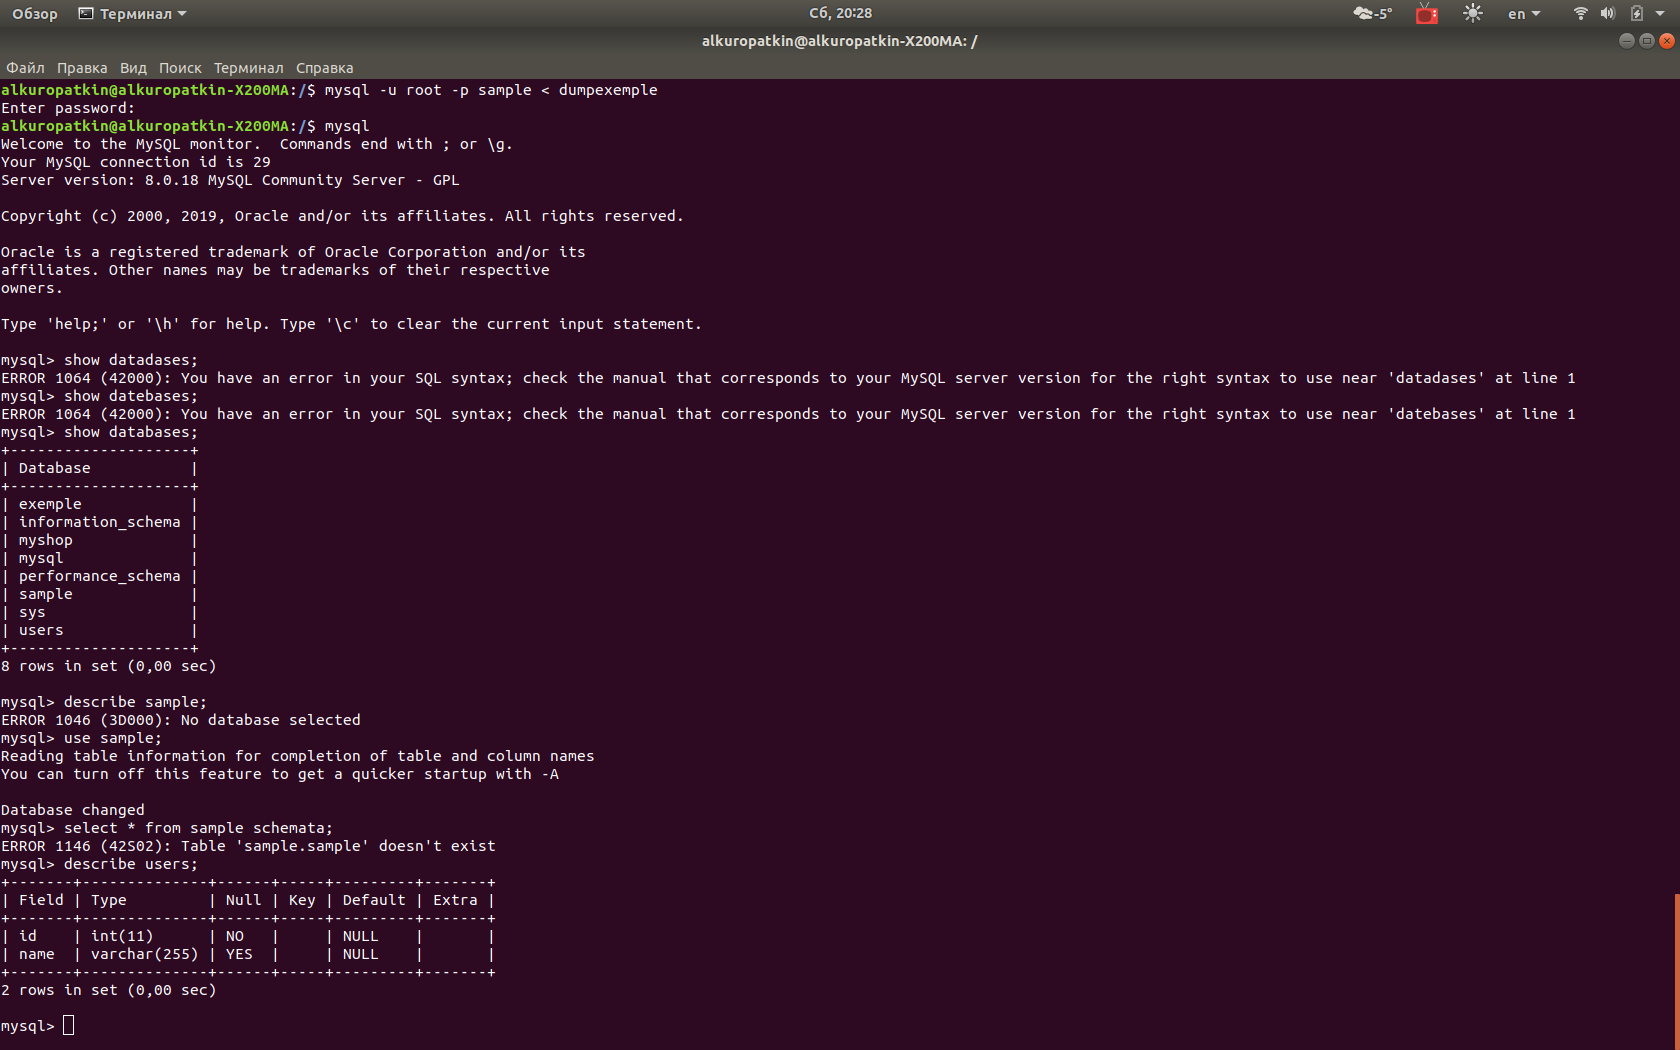 Обзор Терминал Сб, 20:28 -5° en
alkuropatkin@alkuropatkin-X200MA: /
Файл Правка Вид Поиск Терминал Справка
alkuropatkin@alkuropatkin-X200MA:/$ mysql -u root -p sample < dumpexemple
Enter password:
alkuropatkin@alkuropatkin-X200MA:/$ mysql
Welcome to the MySQL monitor.  Commands end with ; or \g.
Your MySQL connection id is 29
Server version: 8.0.18 MySQL Community Server - GPL
Copyright (c) 2000, 2019, Oracle and/or its affiliates. All rights reserved.
Oracle is a registered trademark of Oracle Corporation and/or its
affiliates. Other names may be trademarks of their respective
owners.
Type 'help;' or '\h' for help. Type '\c' to clear the current input statement.
mysql> show datadases;
ERROR 1064 (42000): You have an error in your SQL syntax; check the manual that corresponds to your MySQL server version for the right syntax to use near 'datadases' at line 1
mysql> show datebases;
ERROR 1064 (42000): You have an error in your SQL syntax; check the manual that corresponds to your MySQL server version for the right syntax to use near 'datebases' at line 1
mysql> show databases;
+--------------------+
| Database           |
+--------------------+
| exemple            |
| information_schema |
| myshop             |
| mysql              |
| performance_schema |
| sample             |
| sys                |
| users              |
+--------------------+
8 rows in set (0,00 sec)
mysql> describe sample;
ERROR 1046 (3D000): No database selected
mysql> use sample;
Reading table information for completion of table and column names
You can turn off this feature to get a quicker startup with -A
Database changed
mysql> select * from sample schemata;
ERROR 1146 (42S02): Table 'sample.sample' doesn't exist
mysql> describe users;
+-------+--------------+------+-----+---------+-------+
| Field | Type         | Null | Key | Default | Extra |
+-------+--------------+------+-----+---------+-------+
| id    | int(11)      | NO   |     | NULL    |       |
| name  | varchar(255) | YES  |     | NULL    |       |
+-------+--------------+------+-----+---------+-------+
2 rows in set (0,00 sec)
mysql>